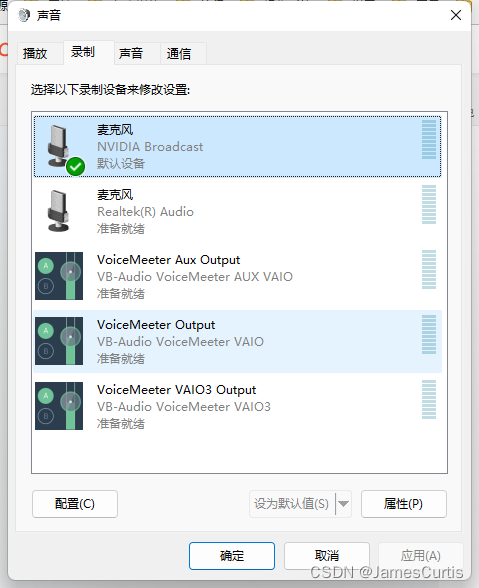 声音
播放
录制
声音
通信
选择以下录制设备来修改设置:
麦克风
NVIDIA Broadcast
默认设备
麦克风
Realtek(R) Audio
准备就绪
VoiceMeeter Aux Output
VB-Audio VoiceMeeter AUX VAIO
准备就绪
VoiceMeeter Output
VB-Audio VoiceMeeter VAIO
准备就绪
VoiceMeeter VAIO3 Output
VB-Audio VoiceMeeter VAIO3
准备就绪
配置(C)
设为默认值(S)
属性(P)
确定
取消
应用(A)
CSDN @JamesCurtis